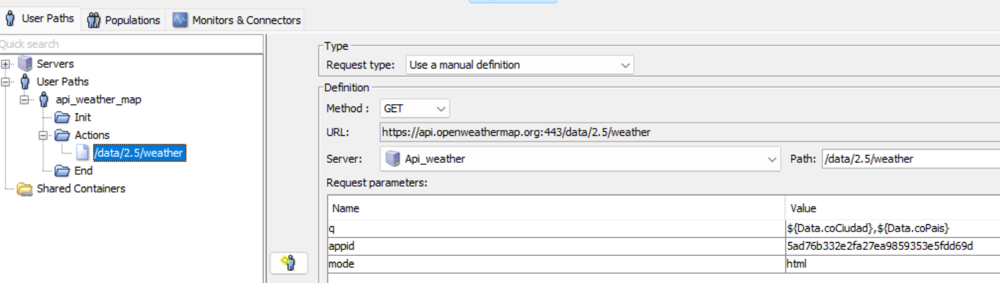 User Paths Populations Monitors & Connectors
Quick search
Servers
User Paths
api_weather_map
Init
Actions
/data/2.5/weather
End
Shared Containers
Type
Request type: Use a manual definition
Definition
Method : GET
URL: https://api.openweathermap.org:443/data/2.5/weather
Server: Api_weather Path: /data/2.5/weather
Request parameters:
Name Value
q ${Data.coCiudad},${Data.coPais}
appid 5ad76b332e2fa27ea9859353e5fdd69d
mode html